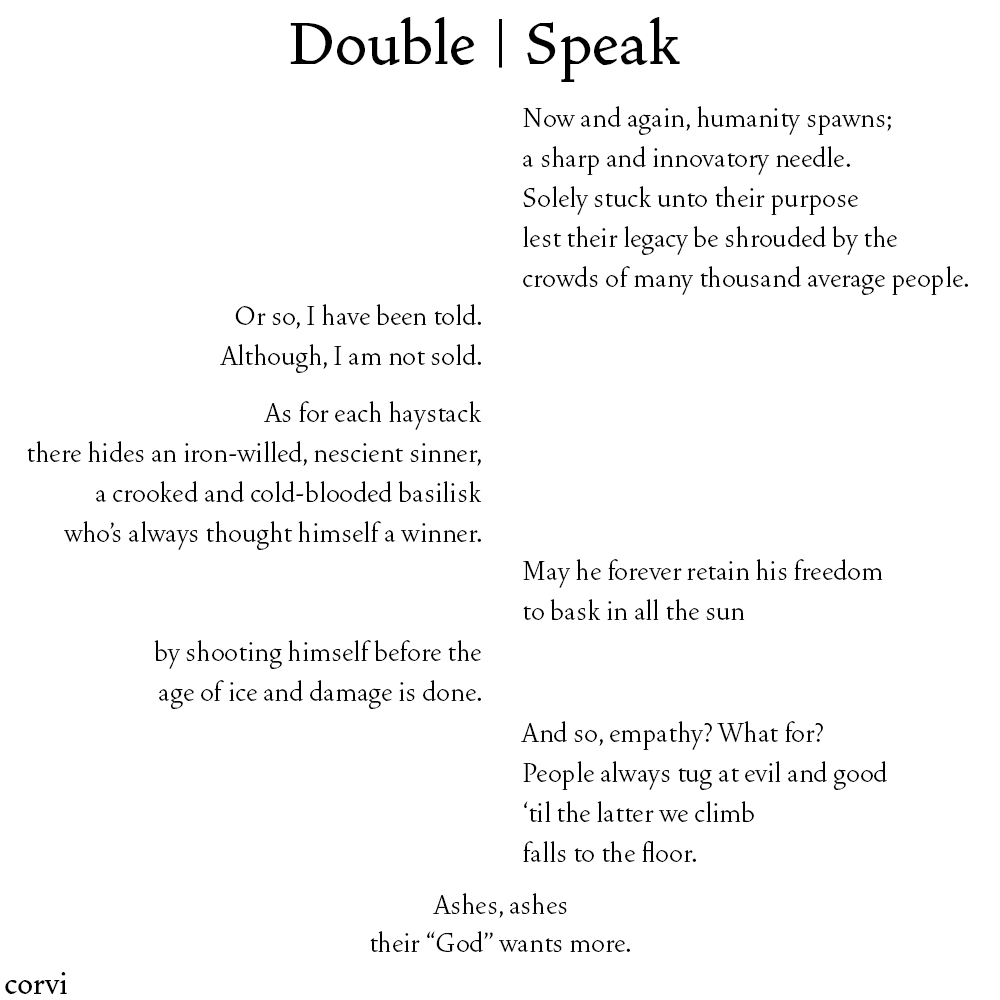 Double | Speak
Now and again, humanity spawns;
a sharp and innovatory needle.
Solely stuck unto their purpose
lest their legacy be shrouded by the
crowds of many thousand average people.
Or so, I have been told.
Although, I am not sold.
As for each haystack
there hides an iron-willed, nescient sinner,
a crooked and cold-blooded basilisk
who’s always thought himself a winner.
May he forever retain his freedom
to bask in all the sun
by shooting himself before the
age of ice and damage is done.
And so, empathy? What for?
People always tug at evil and good
‘til the latter we climb
falls to the floor.
Ashes, ashes
their “God” wants more.
corvi